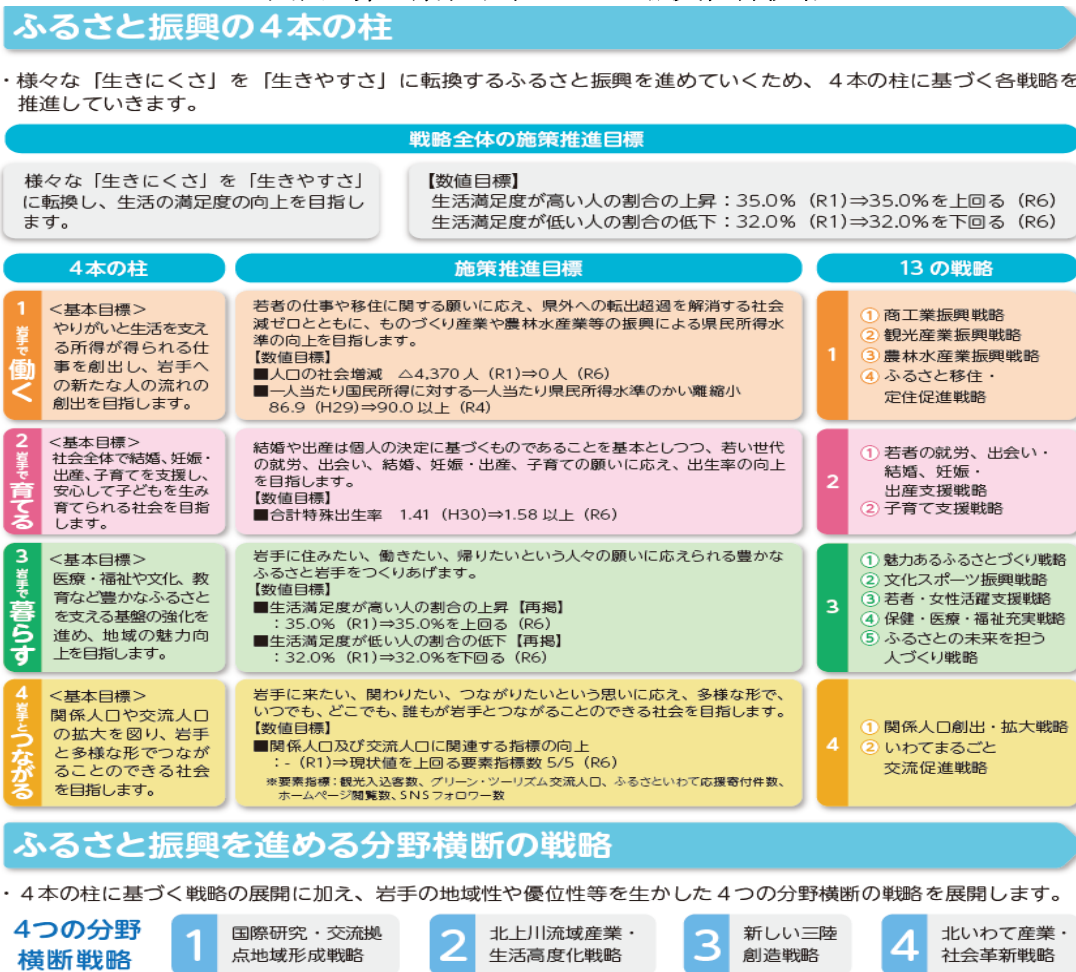 ふるさと振興の4本の柱
・様々な「生きにくさ」を「生きやすさ」に転換するふるさと振興を進めていくため、4本の柱に基づく各戦略を
推進していきます。
戦略全体の施策推進目標
様々な「生きにくさ」を「生きやすさ」
に転換し、生活の満足度の向上を目指し
ます。
【数値目標】
生活満足度が高い人の割合の上昇：35.0%（R1）⇒35.0%を上回る（R6）
生活満足度が低い人の割合の低下：32.0%（R1）⇒32.0%を下回る（R6）
4本の柱
施策推進目標
13の戦略
1 岩手で働く
＜基本目標＞
やりがいと生活を支え
る所得が得られる仕
事を創出し、岩手へ
の新たな人の流れの
創出を目指します。
若者の仕事や移住に関する願いに応え、県外への転出超過を解消する社会
減ゼロとともに、ものづくり産業や農林水産業等の振興による県民所得水
準の向上を目指します。
【数値目標】
■人口の社会増減 △4,370人（R1）⇒0人（R6）
■一人当たり国民所得に対する一人当たり県民所得水準のかい離縮小
86.9（H29）⇒90.0以上（R4）
1
① 商工業振興戦略
② 観光産業振興戦略
③ 農林水産業振興戦略
④ ふるさと移住・
定住促進戦略
2 岩手で育てる
＜基本目標＞
社会全体で結婚、妊娠・
出産、子育てを支援し、
安心して子どもを生み
育てられる社会を目指
します。
結婚や出産は個人の決定に基づくものであることを基本としつつ、若い世代
の就労、出会い、結婚、妊娠・出産、子育ての願いに応え、出生率の向上
を目指します。
【数値目標】
■合計特殊出生率 1.41（H30）⇒1.58以上（R6）
2
① 若者の就労、出会い・
結婚、妊娠・
出産支援戦略
② 子育て支援戦略
3 岩手で暮らす
＜基本目標＞
医療・福祉や文化、教
育など豊かなふるさと
を支える基盤の強化を
進め、地域の魅力向
上を目指します。
岩手に住みたい、働きたい、帰りたいという人々の願いに応えられる豊かな
ふるさと岩手をつくりあげます。
【数値目標】
■生活満足度が高い人の割合の上昇【再掲】
：35.0%（R1）⇒35.0%を上回る（R6）
■生活満足度が低い人の割合の低下【再掲】
：32.0%（R1）⇒32.0%を下回る（R6）
3
① 魅力あるふるさとづくり戦略
② 文化スポーツ振興戦略
③ 若者・女性活躍支援戦略
④ 保健・医療・福祉充実戦略
⑤ ふるさとの未来を担う
人づくり戦略
4 岩手とつながる
＜基本目標＞
関係人口や交流人口
の拡大を図り、岩手
と多様な形でつなが
ることのできる社会
を目指します。
岩手に来たい、関わりたい、つながりたいという思いに応え、多様な形で、
いつでも、どこでも、誰もが岩手とつながることのできる社会を目指します。
【数値目標】
■関係人口及び交流人口に関連する指標の向上
：-（R1）⇒現状値を上回る要素指標数 5/5（R6）
※要素指標：観光入込客数、グリーン・ツーリズム交流人口、ふるさといわて応援寄付件数、
ホームページ閲覧数、SNSフォロワー数
4
① 関係人口創出・拡大戦略
② いわてまるごと
交流促進戦略
ふるさと振興を進める分野横断の戦略
・4本の柱に基づく戦略の展開に加え、岩手の地域性や優位性等を生かした4つの分野横断の戦略を展開します。
4つの分野
横断戦略
1
国際研究・交流拠
点地域形成戦略
2
北上川流域産業・
生活高度化戦略
3
新しい三陸
創造戦略
4
北いわて産業・
社会革新戦略